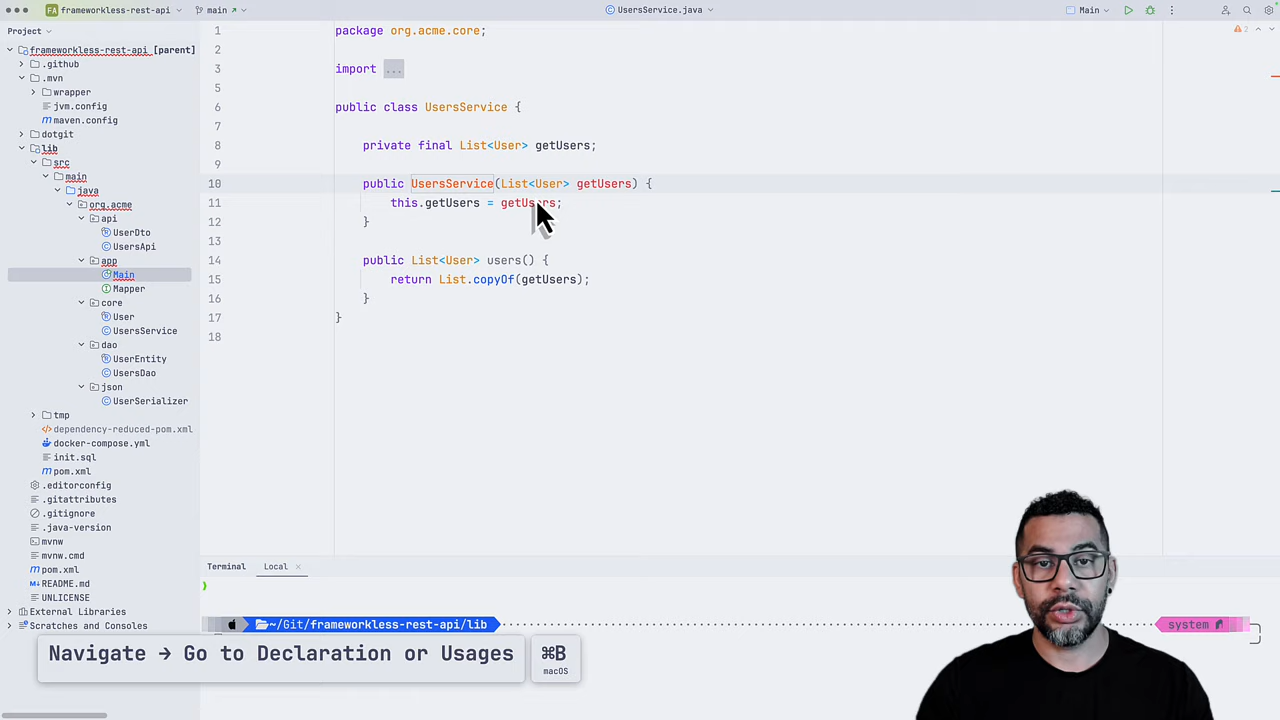 FA frameworkless-rest-api main UsersService.java Main
Project
frameworkless-rest-api [parent]
.github
.mvn
wrapper
jvm.config
maven.config
dotgit
lib
src
main
java
org.acme
api
UserDto
UsersApi
app
Main
Mapper
core
User
UsersService
dao
UserEntity
UsersDao
json
UserSerializer
tmp
dependency-reduced-pom.xml
docker-compose.yml
init.sql
pom.xml
.editorconfig
.gitattributes
.gitignore
.java-version
mvnw
mvnw.cmd
pom.xml
README.md
UNLICENSE
External Libraries
Scratches and Consoles
2
1 package org.acme.core;
2
3 import ...
5
6 public class UsersService {
7
8 private final List<User> getUsers;
9
10 public UsersService(List<User> getUsers) {
11 this.getUsers = getUsers;
12 }
13
14 public List<User> users() {
15 return List.copyOf(getUsers);
16 }
17 }
18
Terminal Local
~/Git/frameworkless-rest-api/lib system
Navigate → Go to Declaration or Usages ⌘B
macOS